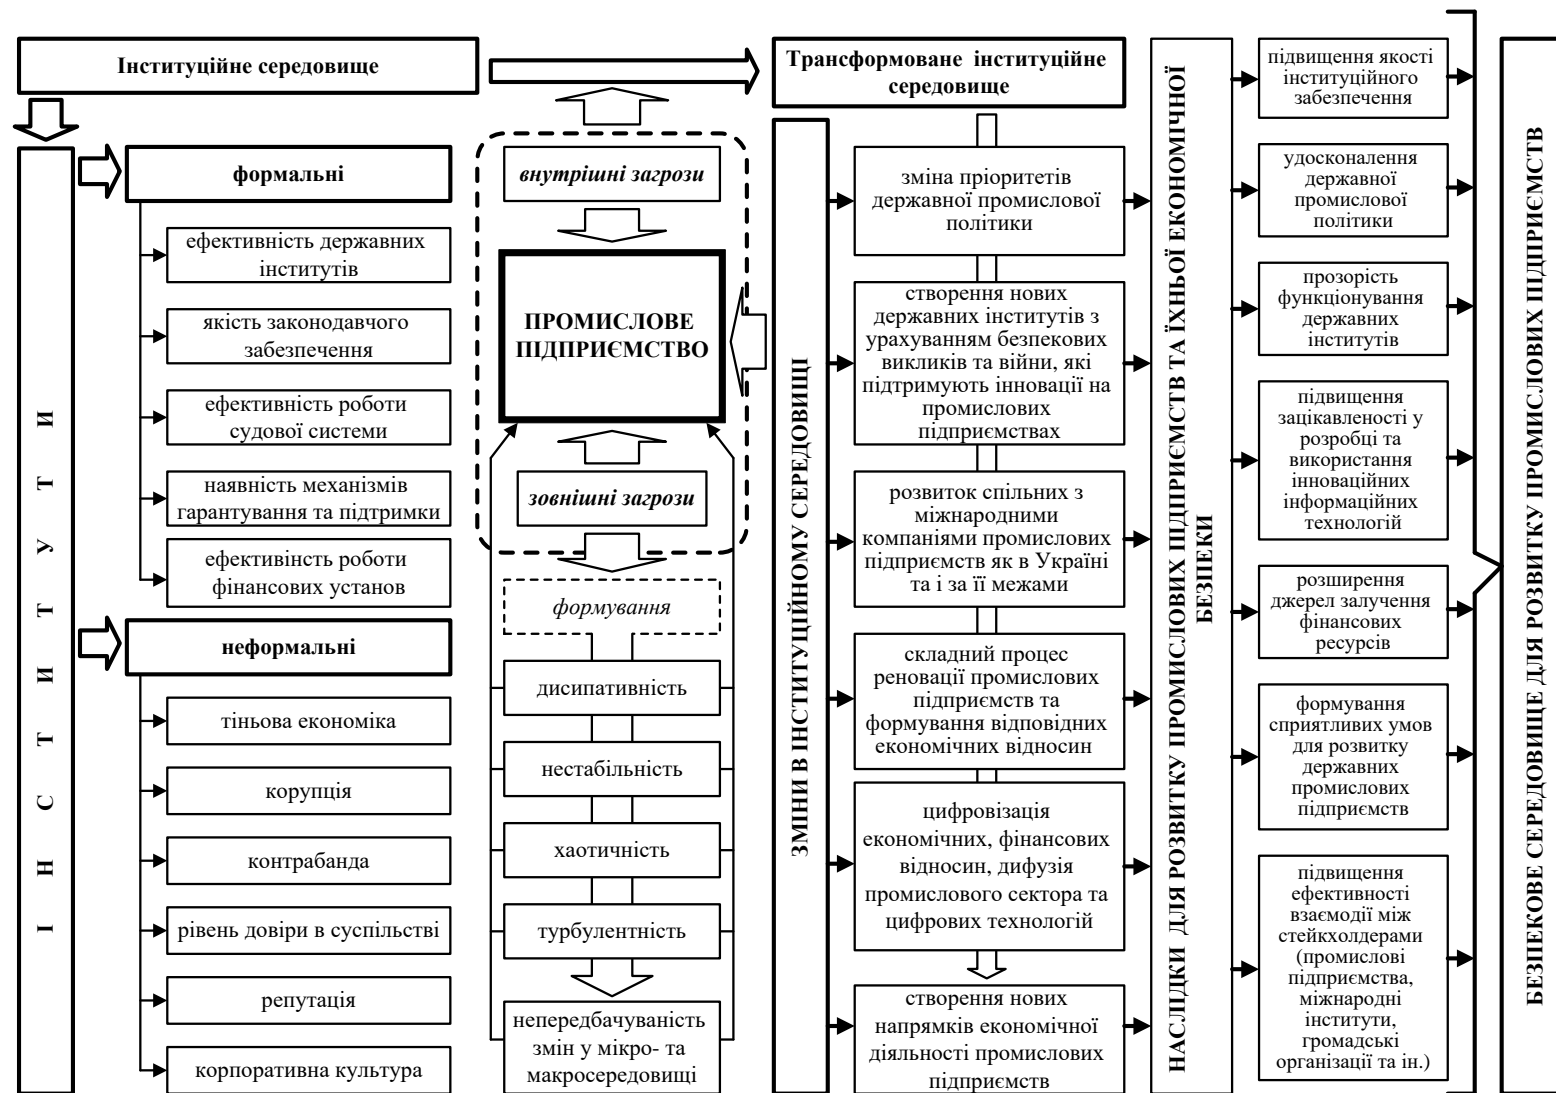 Інституційне середовище
ІНСТИТУТИ
формальні
ефективність державних
інститутів
якість законодавчого
забезпечення
ефективність роботи
судової системи
наявність механізмів
гарантування та підтримки
ефективінсть роботи
фінансових установ
неформальні
тіньова економіка
корупція
контрабанда
рівень довіри в суспільстві
репутація
корпоративна культура
внутрішні загрози
ПРОМИСЛОВЕ
ПІДПРИЄМСТВО
зовнішні загрози
формування
дисипативність
нестабільність
хаотичність
турбулентність
непередбачуваність
змін у мікро- та
макросередовищі
Трансформоване інституційне
середовище
ЗМІНИ В ІНСТИТУЦІЙНОМУ СЕРЕДОВИЩІ
зміна пріоритетів
державної промислової
політики
створення нових
державних інститутів з
урахуванням безпекових
викликів та війни, які
підтримують інновації на
промислових
підприємствах
розвиток спільних з
міжнародними
компаніями промислових
підприємств як в Україні
та і за її межами
складний процес
реновації промислових
підприємств та
формування відповідних
економічних відносин
цифровізація
економічних, фінансових
відносин, дифузія
промислового сектора та
цифрових технологій
створення нових
напрямків економічної
діяльності промислових
підприємств
НАСЛІДКИ ДЛЯ РОЗВИТКУ ПРОМИСЛОВИХ ПІДПРИЄМСТВ ТА ЇХНЬОЇ ЕКОНОМІЧНОЇ
БЕЗПЕКИ
підвищення якості
інституційного
забезпечення
удосконалення
державної
промислової
політики
прозорість
функціонування
державних
інститутів
підвищення
зацікавленості у
розробці та
використання
інноваційних
інформаційних
технологій
розширення
джерел залучення
фінансових
ресурсів
формування
сприятливих умов
для розвитку
державних
промислових
підприємств
підвищення
ефективності
взаємодії між
стейкхолдерами
(промислові
підприємства,
міжнародні
інститути,
громадські
організації та ін.)
БЕЗПЕКОВЕ СЕРЕДОВИЩЕ ДЛЯ РОЗВИТКУ ПРОМИСЛОВИХ ПІДПРИЄМСТВ